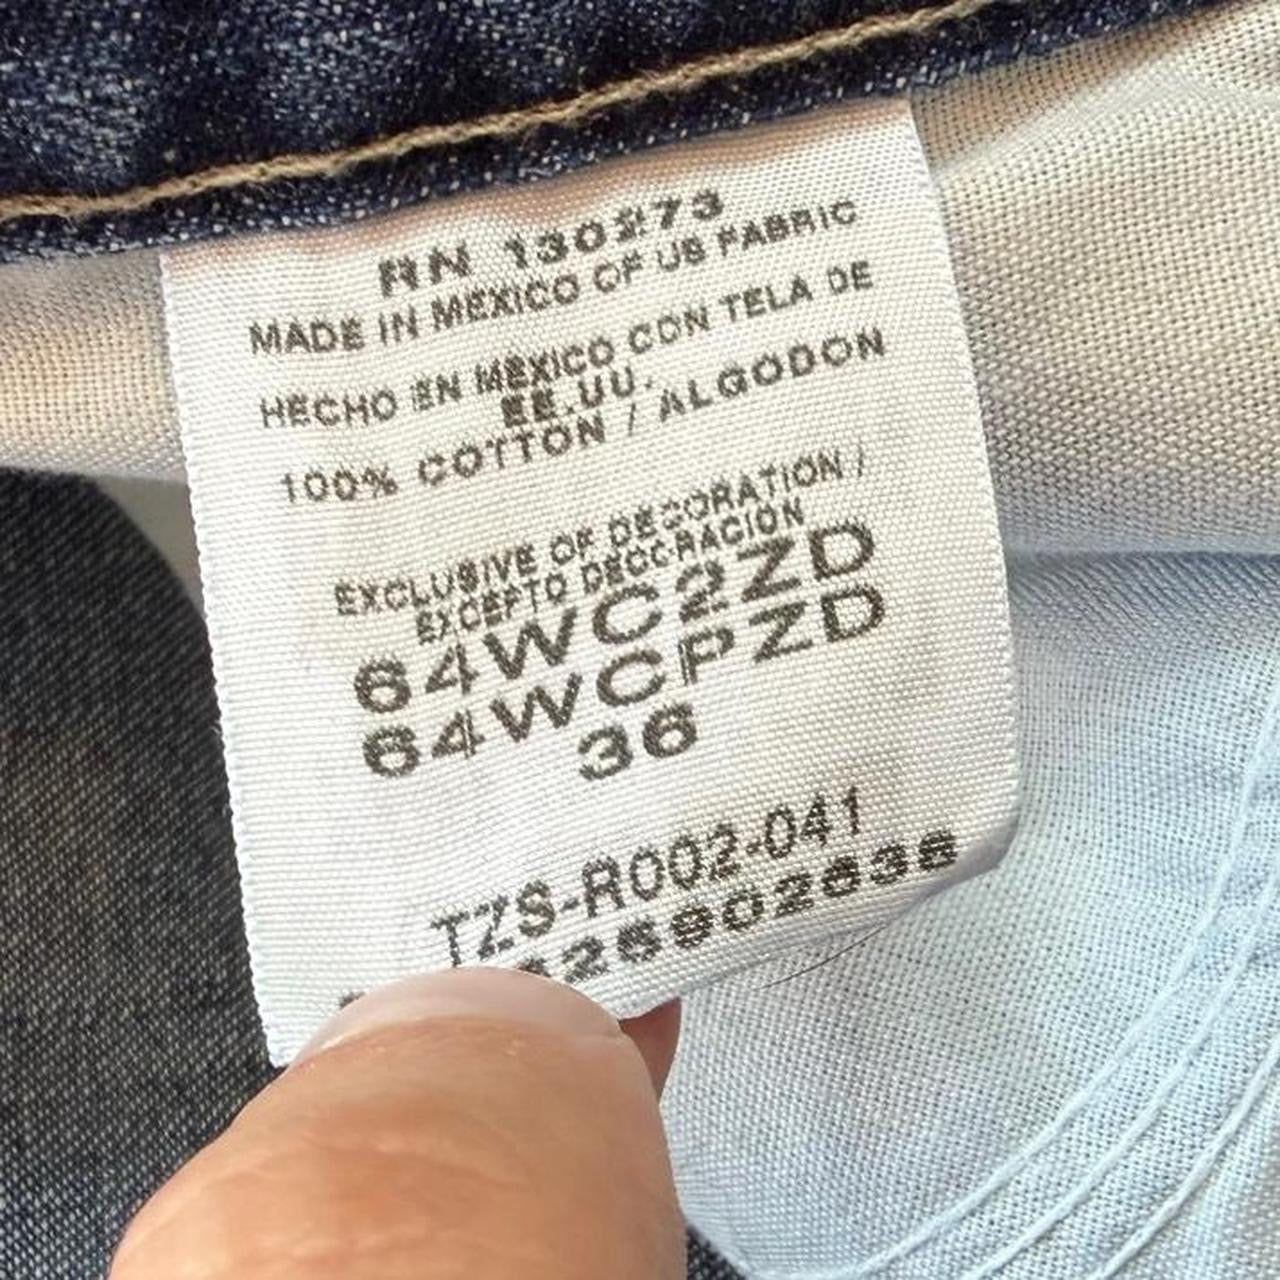 RN 130273
MADE IN MEXICO OF US FABRIC
HECHO EN MEXICO CON TELA DE
EE.UU.
100% COTTON / ALGODON
EXCLUSIVE OF DECORATION /
EXCEPTO DECORACION
64WC2ZD
64WCPZD
36
TZS-R002-041